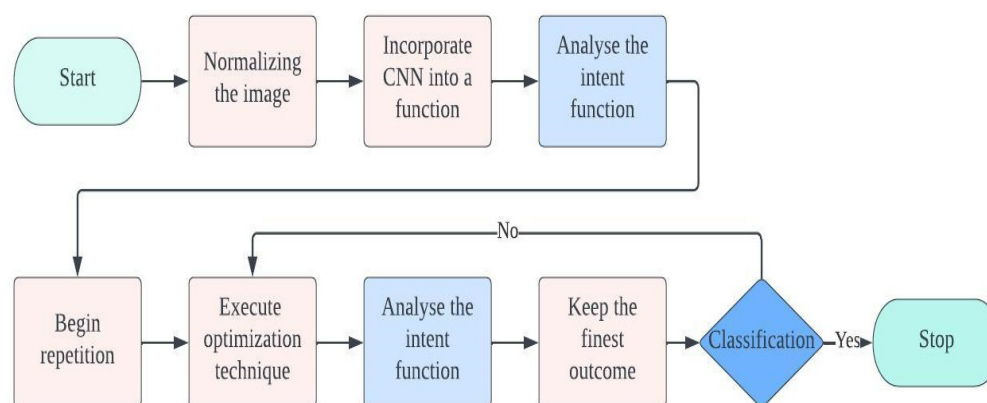 Start
Normalizing
the image
Incorporate
CNN into a
function
Analyse the
intent
function
No
Begin
repetition
Execute
optimization
technique
Analyse the
intent
function
Keep the
finest
outcome
Classification
Yes
Stop